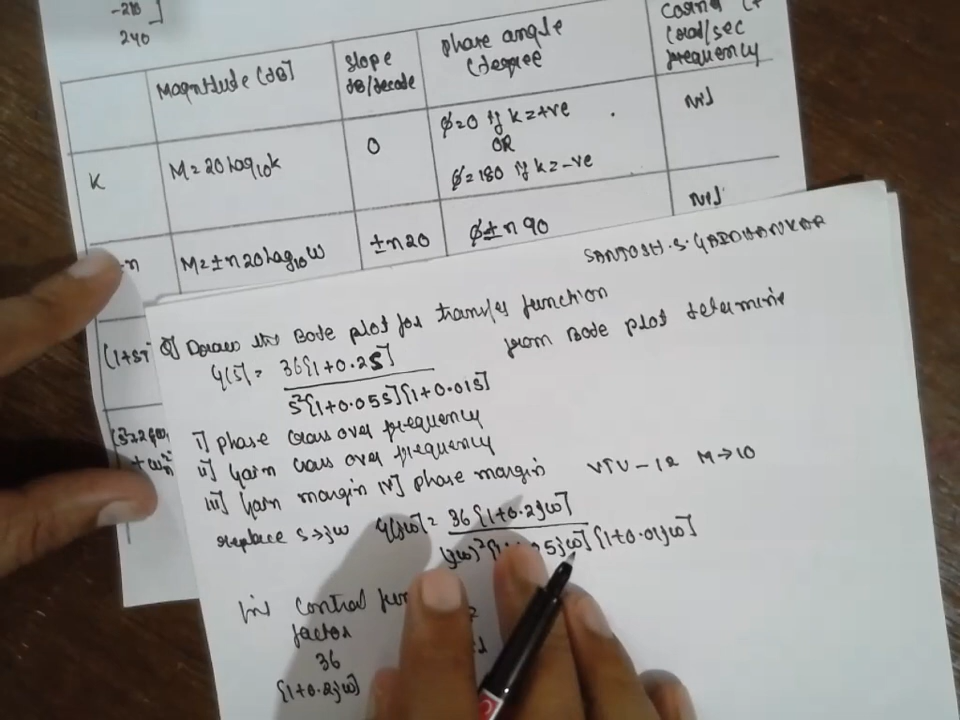 -210
240
Magnitude [dB]
slope dB/decade
phase angle (degree
(rad/sec frequency
K
M=20log10k
0
ϕ=0 if k=+ve
OR
ϕ=180 if k=-ve
Nil
M=±n20log10ω
±n20
ϕ±n90
Nil
SANTOSH.S.
(1+ST
Q] Draw the Bode plot for transfer function
G[S]= 36{1+0.2S] from Bode plot determine
S²{1+0.05S]{1+0.01S]
i] phase cross over frequency
ii] Gain cross over frequency
iii] Gain margin iv] phase margin VTU-12 M→10
replace S→jω G[jω]= 36{1+0.2jω]
(jω)² 5jω]{1+0.01jω]
factor
36
{1+0.2jω]